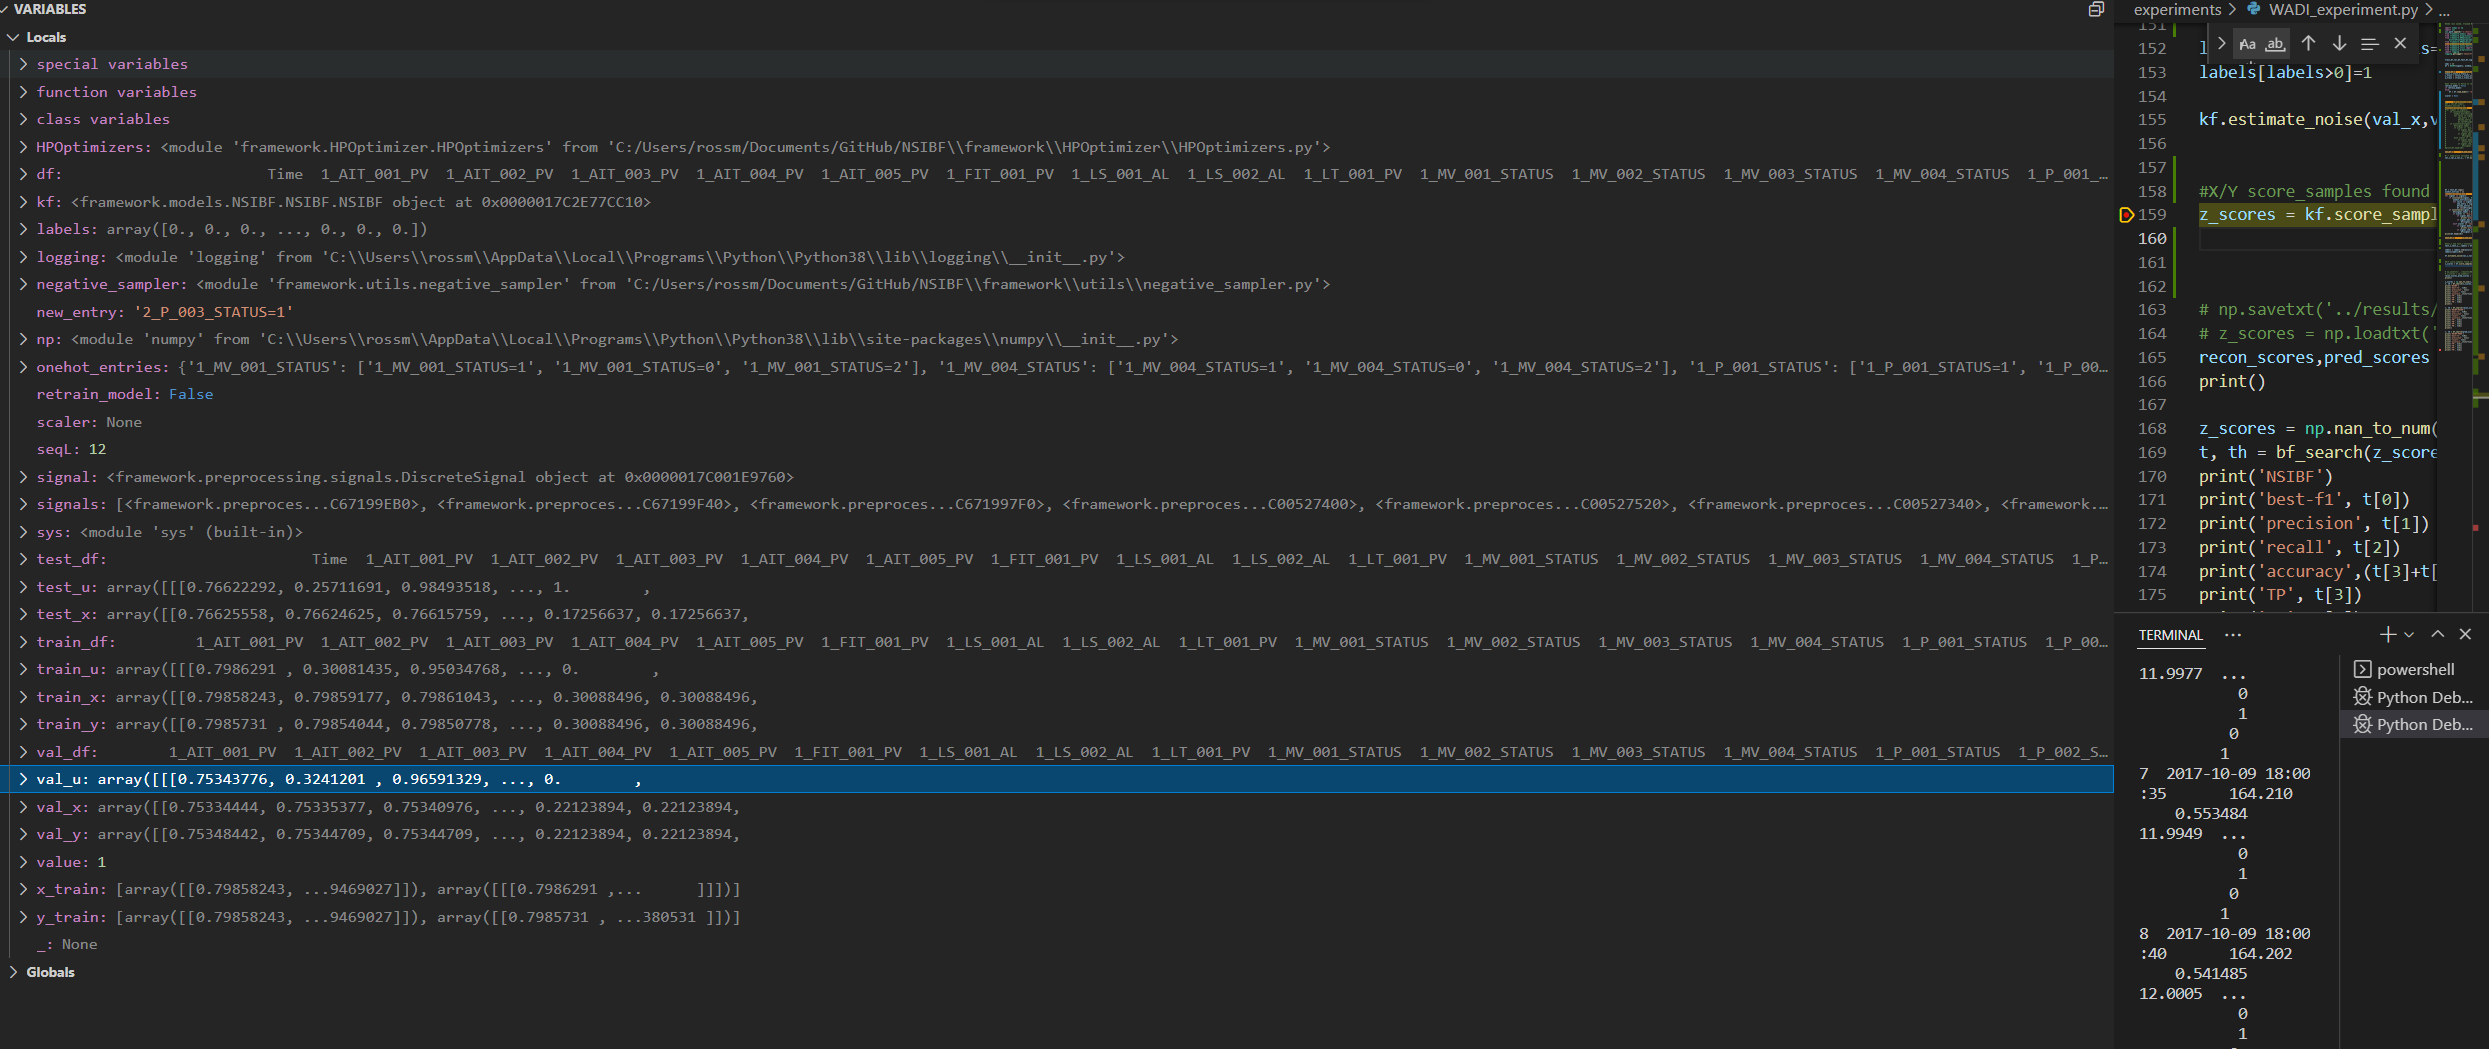 VARIABLES
Locals
special variables
function variables
class variables
HPOptimizers: <module 'framework.HPOptimizer.HPOptimizers' from 'C:/Users/rossm/Documents/GitHub/NSIBF\\framework\\HPOptimizer\\HPOptimizers.py'>
df: Time 1_AIT_001_PV 1_AIT_002_PV 1_AIT_003_PV 1_AIT_004_PV 1_AIT_005_PV 1_FIT_001_PV 1_LS_001_AL 1_LS_002_AL 1_LT_001_PV 1_MV_001_STATUS 1_MV_002_STATUS 1_MV_003_STATUS 1_MV_004_STATUS 1_P_001_…
kf: <framework.models.NSIBF.NSIBF.NSIBF object at 0x0000017C2E77CC10>
labels: array([0., 0., 0., ..., 0., 0., 0.])
logging: <module 'logging' from 'C:\\Users\\rossm\\AppData\\Local\\Programs\\Python\\Python38\\lib\\logging\\__init__.py'>
negative_sampler: <module 'framework.utils.negative_sampler' from 'C:/Users/rossm/Documents/GitHub/NSIBF\\framework\\utils\\negative_sampler.py'>
new_entry: '2_P_003_STATUS=1'
np: <module 'numpy' from 'C:\\Users\\rossm\\AppData\\Local\\Programs\\Python\\Python38\\lib\\site-packages\\numpy\\__init__.py'>
onehot_entries: {'1_MV_001_STATUS': ['1_MV_001_STATUS=1', '1_MV_001_STATUS=0', '1_MV_001_STATUS=2'], '1_MV_004_STATUS': ['1_MV_004_STATUS=1', '1_MV_004_STATUS=0', '1_MV_004_STATUS=2'], '1_P_001_STATUS': ['1_P_001_STATUS=1', '1_P_00…
retrain_model: False
scaler: None
seqL: 12
signal: <framework.preprocessing.signals.DiscreteSignal object at 0x0000017C001E9760>
signals: [<framework.preproces...C67199EB0>, <framework.preproces...C67199F40>, <framework.preproces...C671997F0>, <framework.preproces...C00527400>, <framework.preproces...C00527520>, <framework.preproces...C00527340>, <framework.…
sys: <module 'sys' (built-in)>
test_df: Time 1_AIT_001_PV 1_AIT_002_PV 1_AIT_003_PV 1_AIT_004_PV 1_AIT_005_PV 1_FIT_001_PV 1_LS_001_AL 1_LS_002_AL 1_LT_001_PV 1_MV_001_STATUS 1_MV_002_STATUS 1_MV_003_STATUS 1_MV_004_STATUS 1_P…
test_u: array([[[0.76622292, 0.25711691, 0.98493518, ..., 1. ,
test_x: array([[0.76625558, 0.76624625, 0.76615759, ..., 0.17256637, 0.17256637,
train_df: 1_AIT_001_PV 1_AIT_002_PV 1_AIT_003_PV 1_AIT_004_PV 1_AIT_005_PV 1_FIT_001_PV 1_LS_001_AL 1_LS_002_AL 1_LT_001_PV 1_MV_001_STATUS 1_MV_002_STATUS 1_MV_003_STATUS 1_MV_004_STATUS 1_P_001_STATUS 1_P_00…
train_u: array([[[0.7986291 , 0.30081435, 0.95034768, ..., 0. ,
train_x: array([[0.79858243, 0.79859177, 0.79861043, ..., 0.30088496, 0.30088496,
train_y: array([[0.7985731 , 0.79854044, 0.79850778, ..., 0.30088496, 0.30088496,
val_df: 1_AIT_001_PV 1_AIT_002_PV 1_AIT_003_PV 1_AIT_004_PV 1_AIT_005_PV 1_FIT_001_PV 1_LS_001_AL 1_LS_002_AL 1_LT_001_PV 1_MV_001_STATUS 1_MV_002_STATUS 1_MV_003_STATUS 1_MV_004_STATUS 1_P_001_STATUS 1_P_002_S…
val_u: array([[[0.75343776, 0.3241201 , 0.96591329, ..., 0. ,
val_x: array([[0.75334444, 0.75335377, 0.75340976, ..., 0.22123894, 0.22123894,
val_y: array([[0.75348442, 0.75344709, 0.75344709, ..., 0.22123894, 0.22123894,
value: 1
x_train: [array([[0.79858243, ...9469027]]), array([[[0.7986291 ,... ]]])]
y_train: [array([[0.79858243, ...9469027]]), array([[0.7985731 , ...380531 ]])]
_: None
Globals
experiments > WADI_experiment.py > ...
151
152 l s=
153 labels[labels>0]=1
154
155 kf.estimate_noise(val_x,v
156
157
158 #X/Y score_samples found
159 z_scores = kf.score_sampl
160
161
162
163 # np.savetxt('../results/
164 # z_scores = np.loadtxt('
165 recon_scores,pred_scores
166 print()
167
168 z_scores = np.nan_to_num(
169 t, th = bf_search(z_score
170 print('NSIBF')
171 print('best-f1', t[0])
172 print('precision', t[1])
173 print('recall', t[2])
174 print('accuracy',(t[3]+t[
175 print('TP', t[3])
Aa ab
TERMINAL ...
11.9977 ...
0
1
0
1
7 2017-10-09 18:00
:35 164.210
0.553484
11.9949 ...
0
1
0
1
8 2017-10-09 18:00
:40 164.202
0.541485
12.0005 ...
0
1
powershell
Python Deb...
Python Deb...